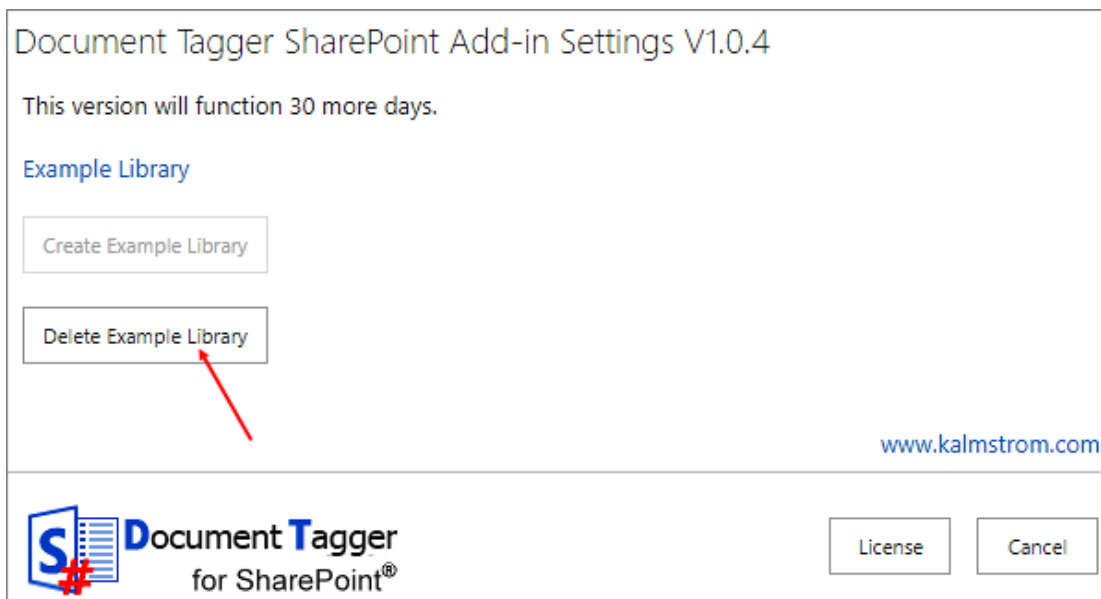 Document Tagger SharePoint Add-in Settings V1.0.4
This version will function 30 more days.
Example Library
Create Example Library
Delete Example Library
www.kalmstrom.com
S#
Document Tagger
for SharePoint®
License
Cancel